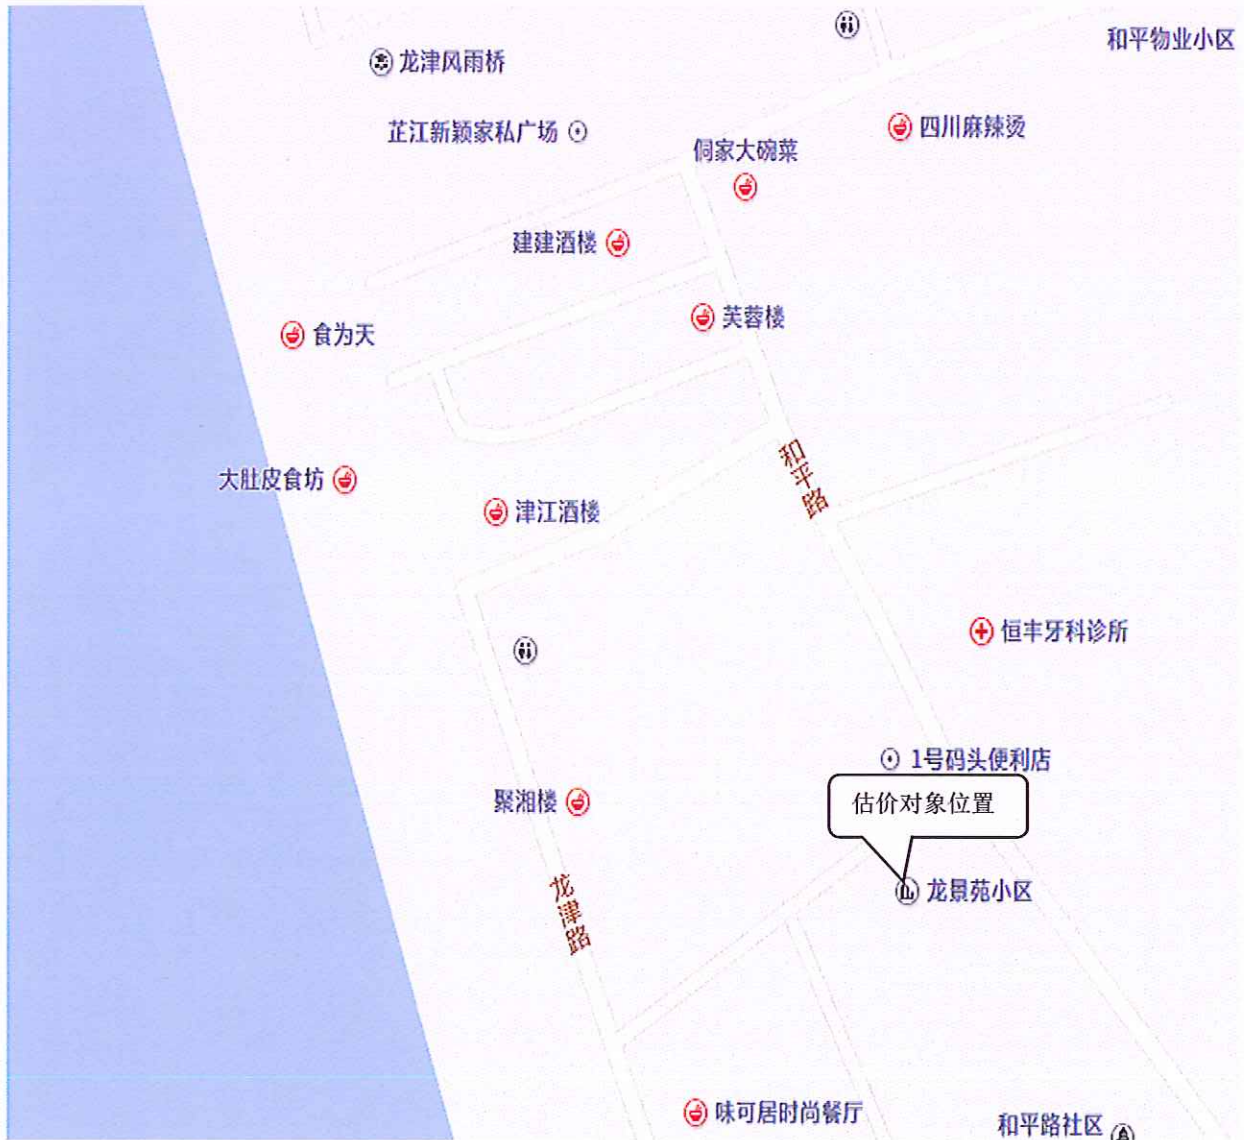 和平物业小区
龙津风雨桥
四川麻辣烫
芷江新颖家私广场
侗家大碗菜
建建酒楼
芙蓉楼
食为天
和平路
大肚皮食坊
津江酒楼
恒丰牙科诊所
1号码头便利店
聚湘楼
估价对象位置
龙景苑小区
龙津路
味可居时尚餐厅
和平路社区